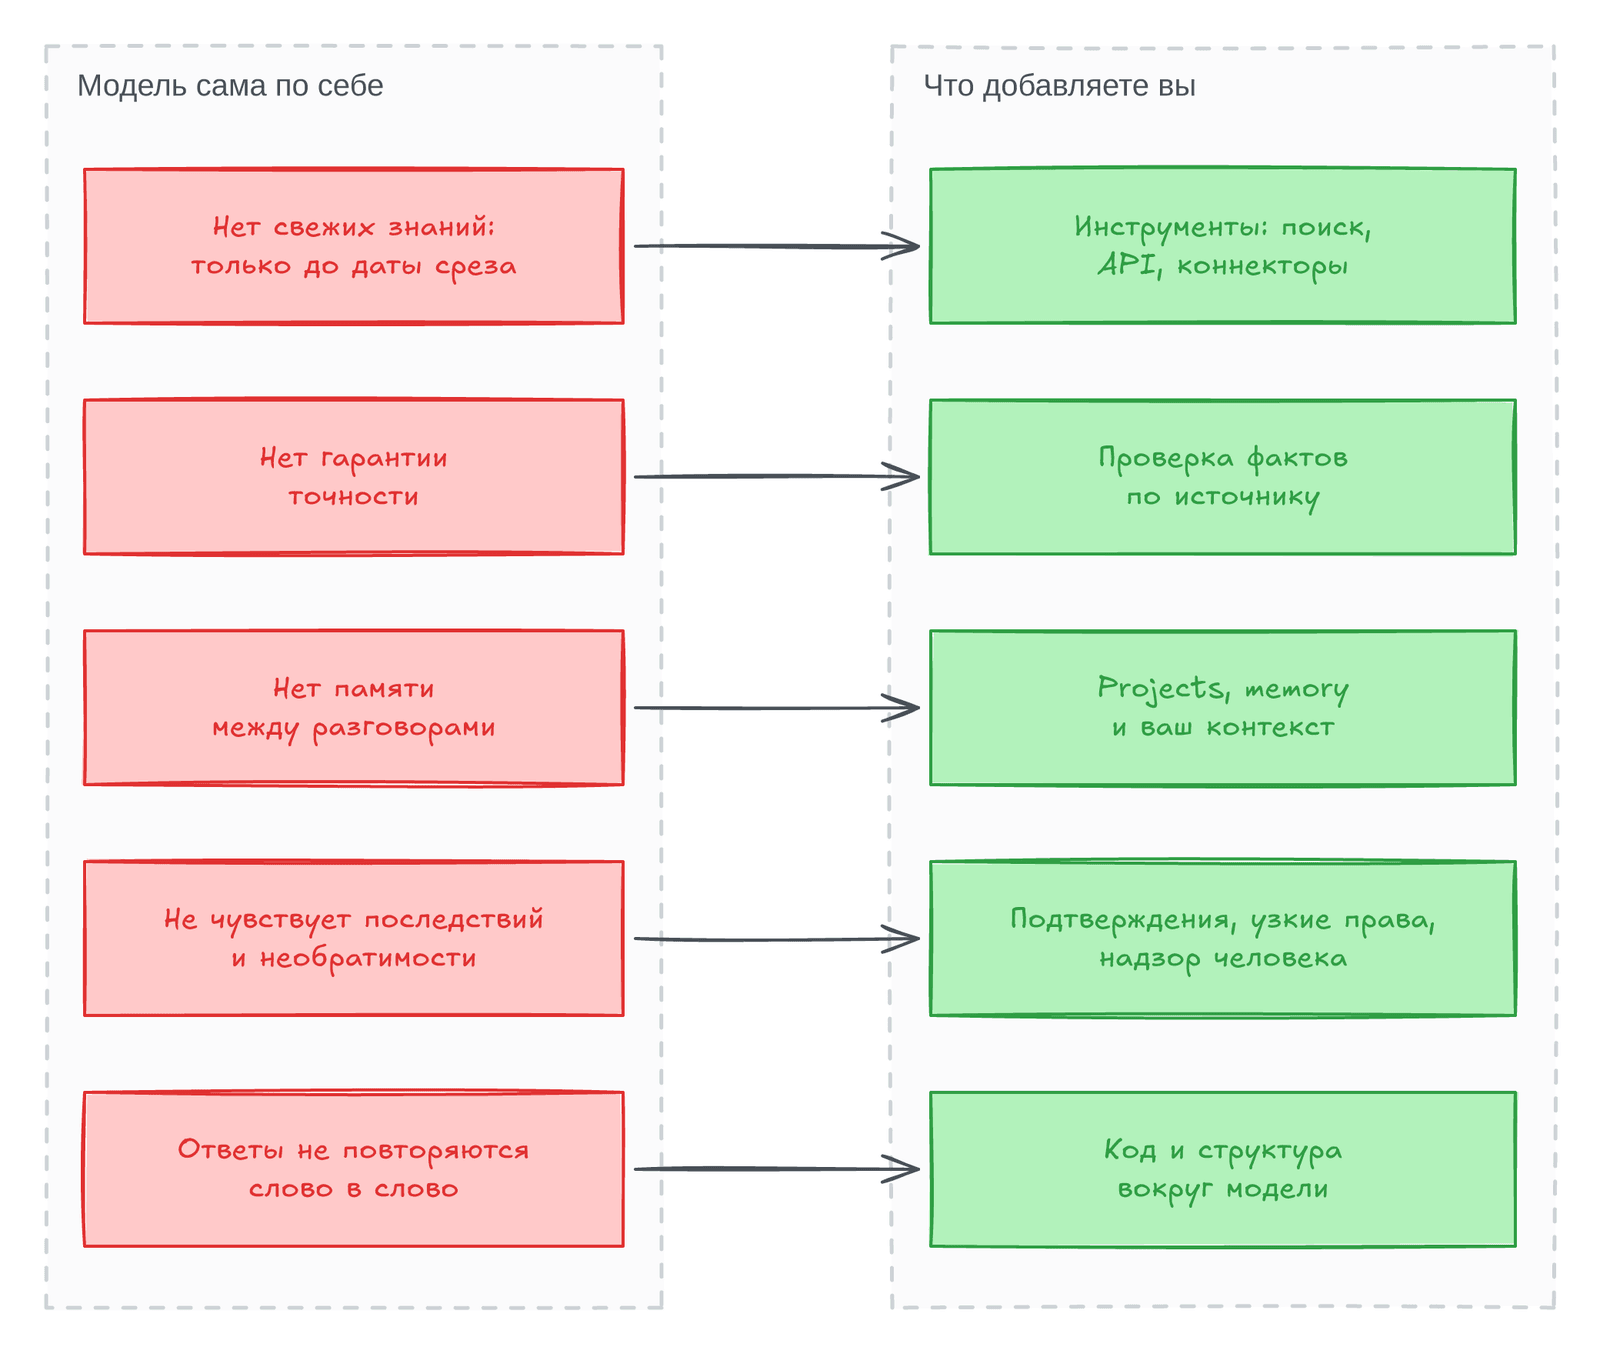 Модель сама по себе
Что добавляете вы
Нет свежих знаний:
только до даты среза
Инструменты: поиск,
API, коннекторы
Нет гарантии
точности
Проверка фактов
по источнику
Нет памяти
между разговорами
Projects, memory
и ваш контекст
Не чувствует последствий
и необратимости
Подтверждения, узкие права,
надзор человека
Ответы не повторяются
слово в слово
Код и структура
вокруг модели